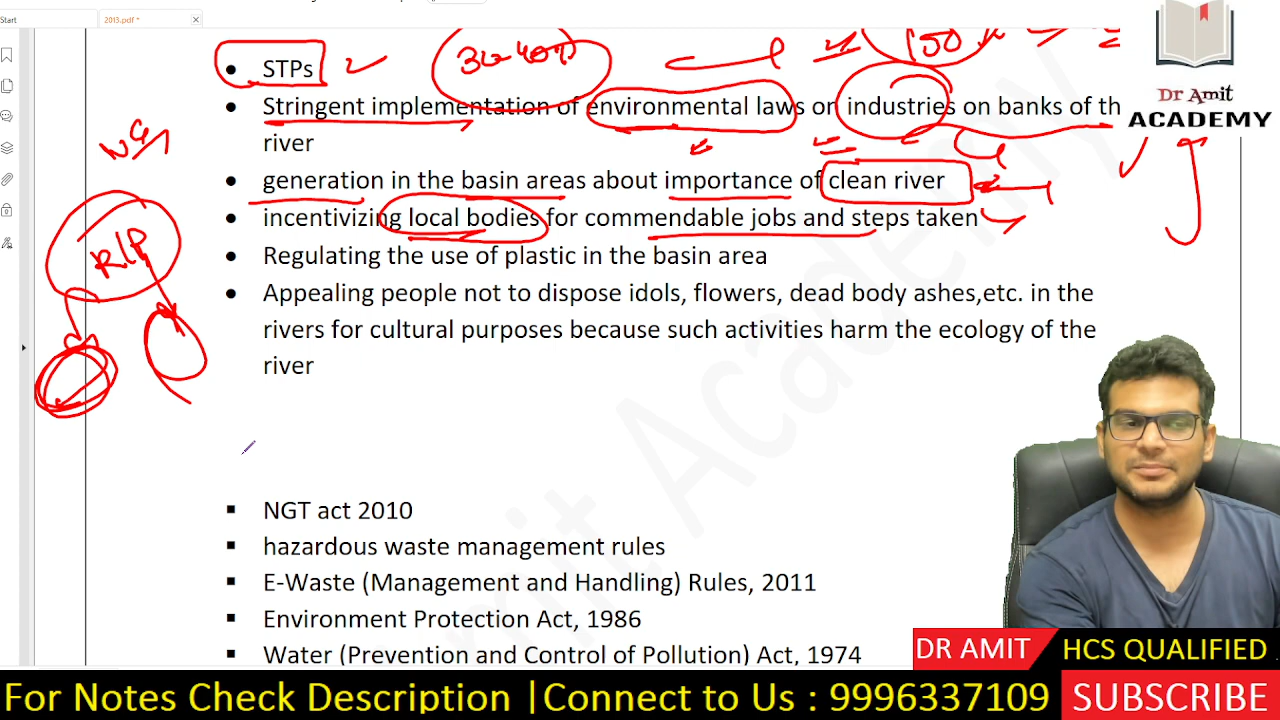 Start
2013.pdf *
STPs
30-40%
150
Stringent implementation of environmental laws on industries on banks of th
river
generation in the basin areas about importance of clean river
incentivizing local bodies for commendable jobs and steps taken
Regulating the use of plastic in the basin area
Appealing people not to dispose idols, flowers, dead body ashes,etc. in the
rivers for cultural purposes because such activities harm the ecology of the
river
R/P
NGT act 2010
hazardous waste management rules
E-Waste (Management and Handling) Rules, 2011
Environment Protection Act, 1986
Water (Prevention and Control of Pollution) Act, 1974
Dr Amit
ACADEMY
mit Academy
DR AMIT
HCS QUALIFIED
For Notes Check Description |Connect to Us : 9996337109
SUBSCRIBE